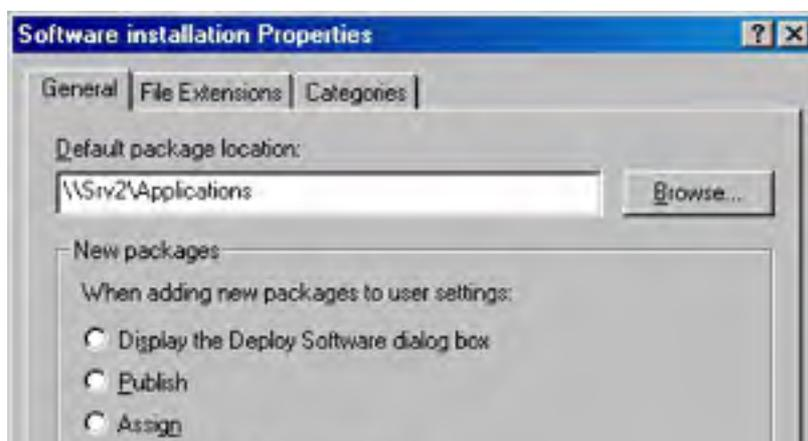 Software installation Properties
General File Extensions Categories
Default package location:
\\Srv2\Applications
Browse...
New packages
When adding new packages to user settings:
Display the Deploy Software dialog box
Publish
Assign